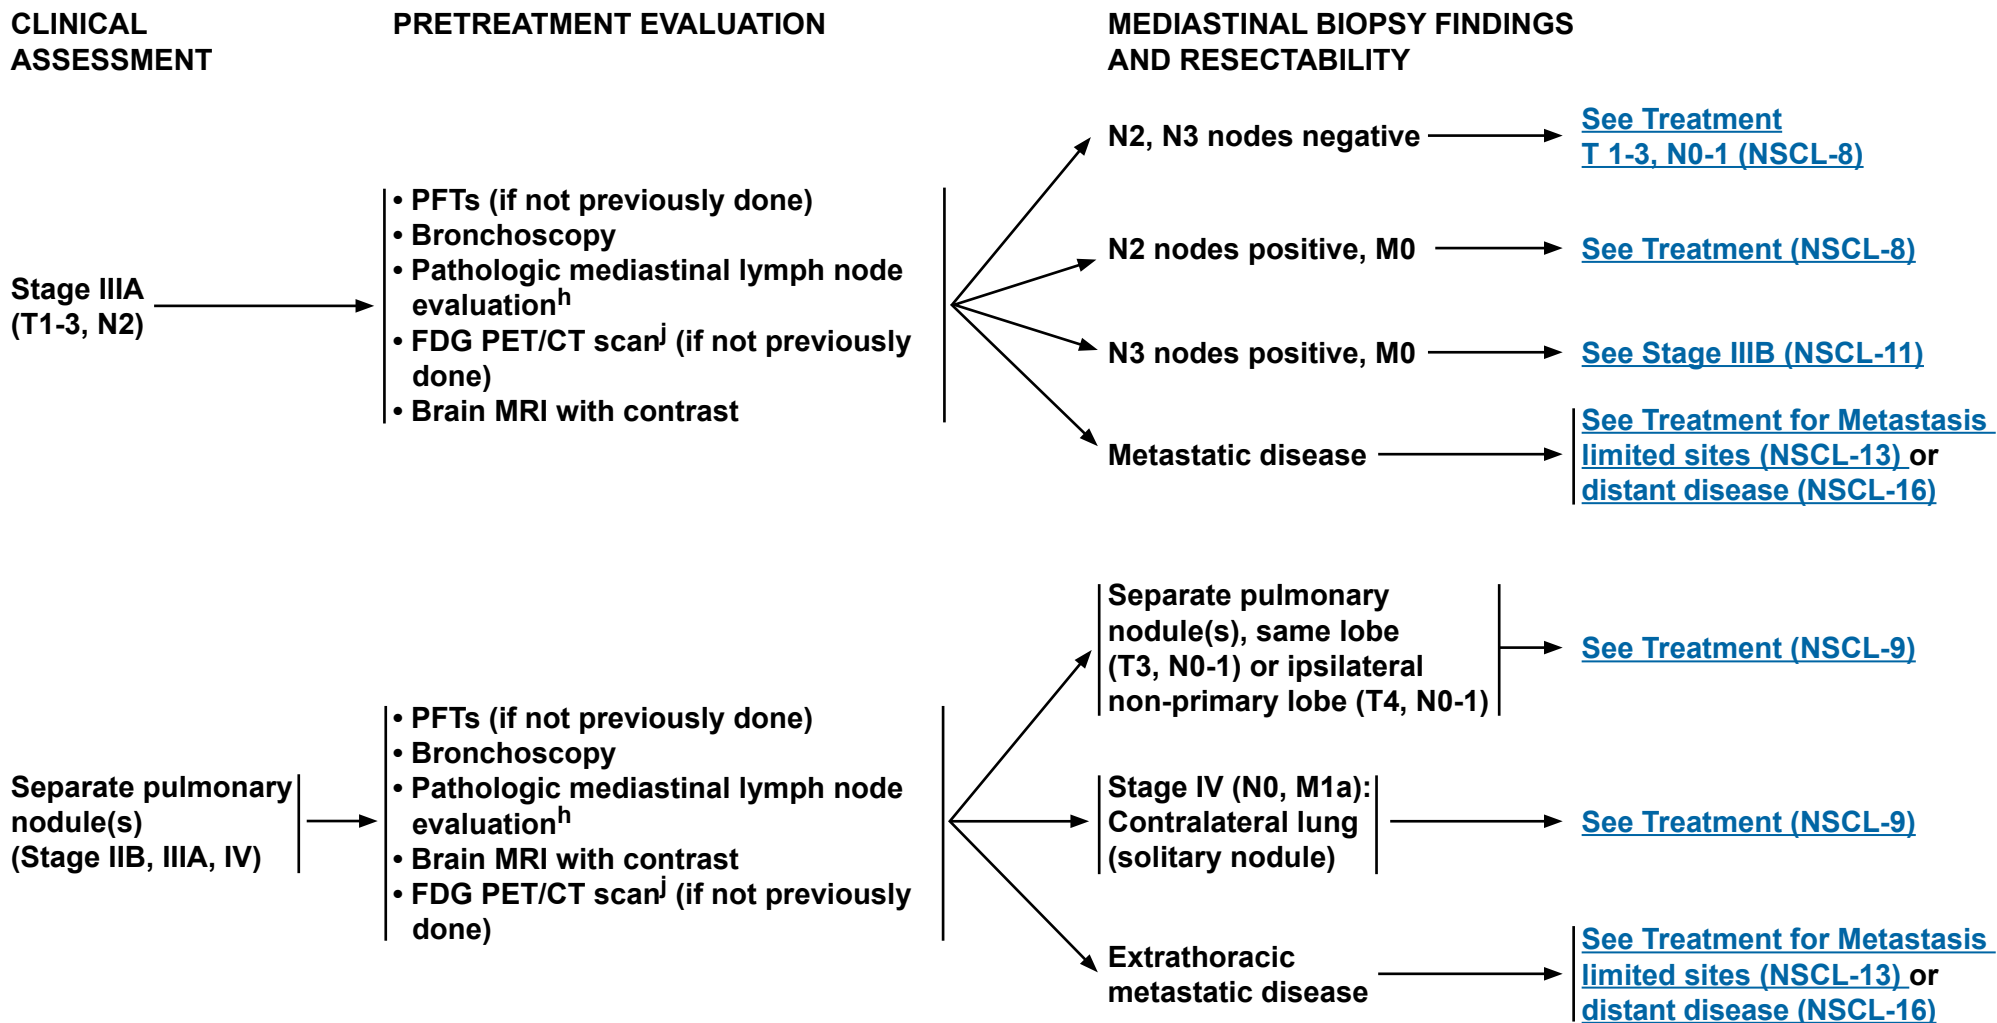 CLINICAL
ASSESSMENT
PRETREATMENT EVALUATION
MEDIASTINAL BIOPSY FINDINGS
AND RESECTABILITY
Stage IIIA
(T1-3, N2)
• PFTs (if not previously done)
• Bronchoscopy
• Pathologic mediastinal lymph node
evaluationh
• FDG PET/CT scanj (if not previously
done)
• Brain MRI with contrast
N2, N3 nodes negative
See Treatment
T 1-3, N0-1 (NSCL-8)
N2 nodes positive, M0
See Treatment (NSCL-8)
N3 nodes positive, M0
See Stage IIIB (NSCL-11)
Metastatic disease
See Treatment for Metastasis
limited sites (NSCL-13) or
distant disease (NSCL-16)
Separate pulmonary
nodule(s)
(Stage IIB, IIIA, IV)
• PFTs (if not previously done)
• Bronchoscopy
• Pathologic mediastinal lymph node
evaluationh
• Brain MRI with contrast
• FDG PET/CT scanj (if not previously
done)
Separate pulmonary
nodule(s), same lobe
(T3, N0-1) or ipsilateral
non-primary lobe (T4, N0-1)
See Treatment (NSCL-9)
Stage IV (N0, M1a):
Contralateral lung
(solitary nodule)
See Treatment (NSCL-9)
Extrathoracic
metastatic disease
See Treatment for Metastasis
limited sites (NSCL-13) or
distant disease (NSCL-16)